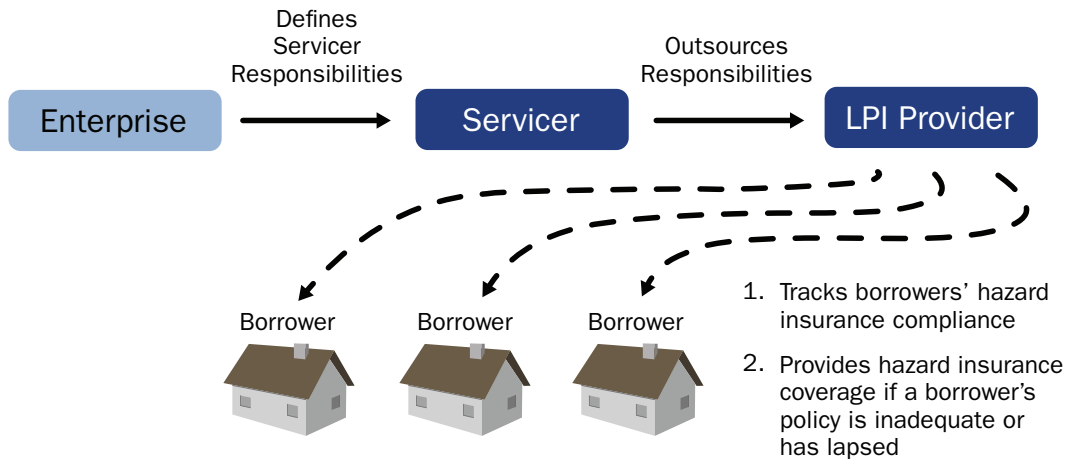 Defines
Servicer
Responsibilities
Outsources
Responsibilities
Enterprise
Servicer
LPI Provider
Borrower
Borrower
Borrower
1. Tracks borrowers’ hazard
insurance compliance
2. Provides hazard insurance
coverage if a borrower’s
policy is inadequate or
has lapsed